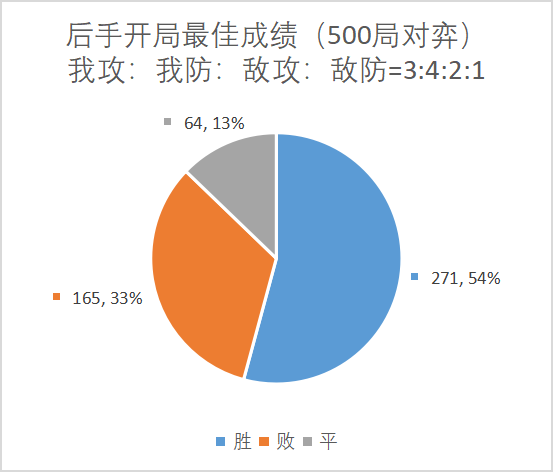 后手开局最佳成绩（500局对弈）
我攻：我防：敌攻：敌防=3:4:2:1
64, 13%
271, 54%
165, 33%
胜 败 平